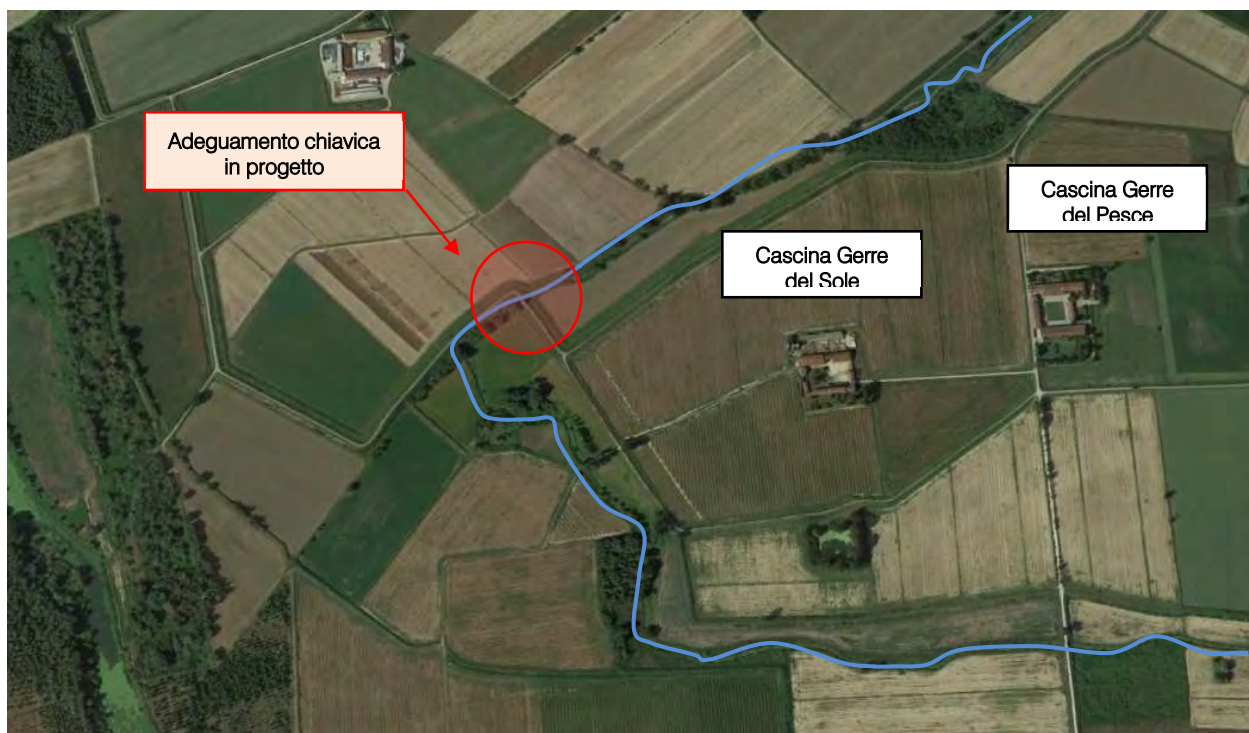 Adeguamento chiavica
in progetto
Cascina Gerre
del Pesce
Cascina Gerre
del Sole